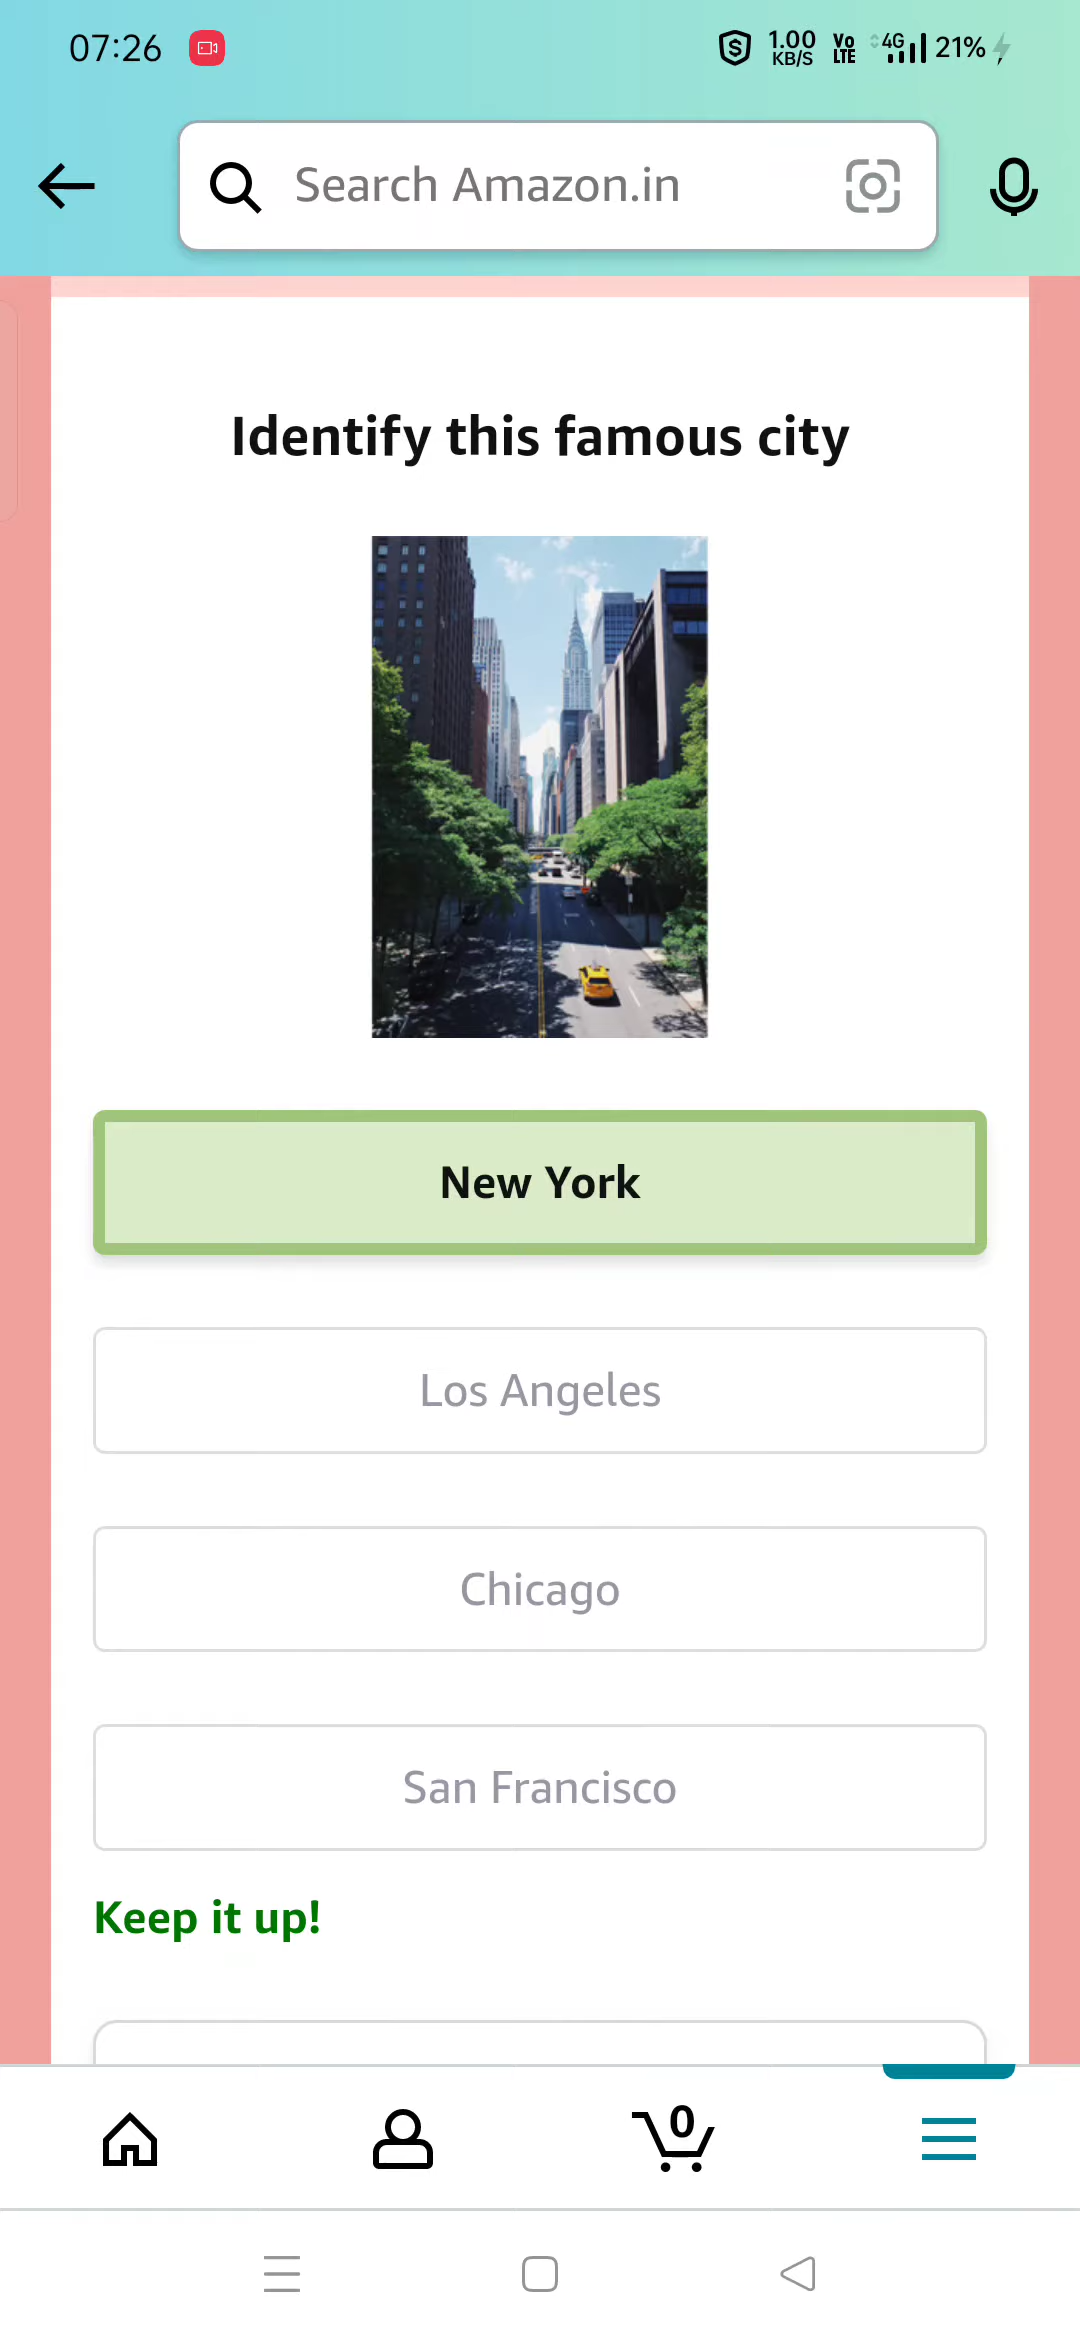 07:26
1.00 KB/S Vo LTE 4G 21%
Search Amazon.in
Identify this famous city
New York
Los Angeles
Chicago
San Francisco
Keep it up!
0